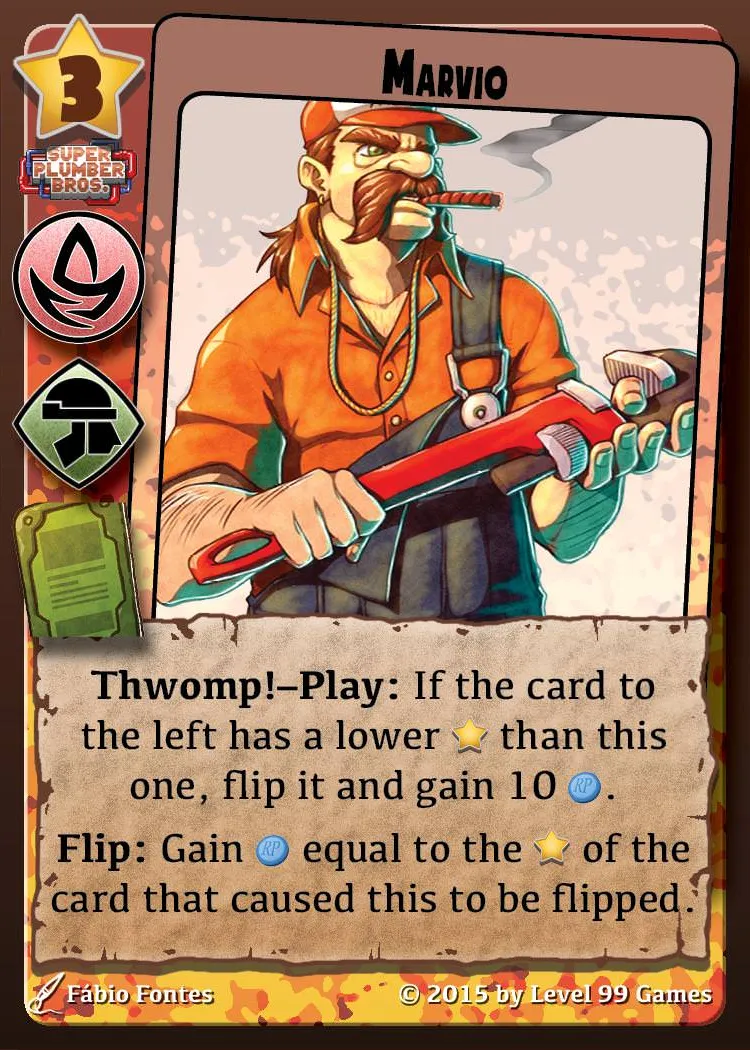 Marvio
3
SUPER
PLUMBER
BROS.
Thwomp!–Play: If the card to
the left has a lower than this
one, flip it and gain 10 RP.
Flip: Gain RP equal to the of the
card that caused this to be flipped.
Fábio Fontes
© 2015 by Level 99 Games